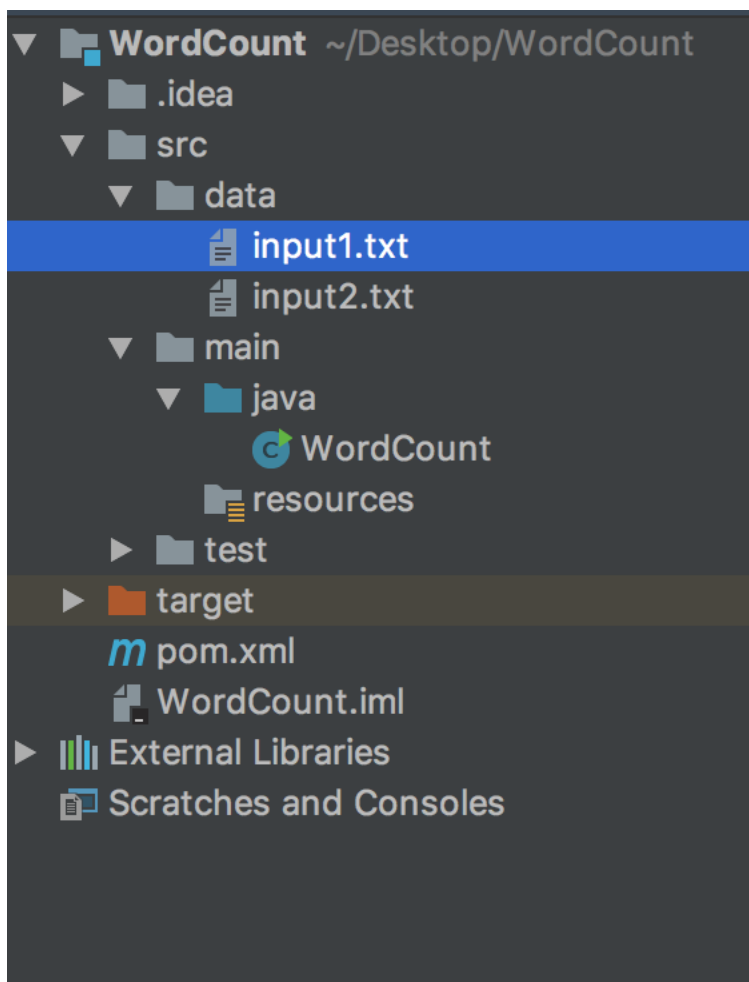 WordCount ~/Desktop/WordCount
.idea
src
data
input1.txt
input2.txt
main
java
C WordCount
resources
test
target
m pom.xml
WordCount.iml
External Libraries
Scratches and Consoles